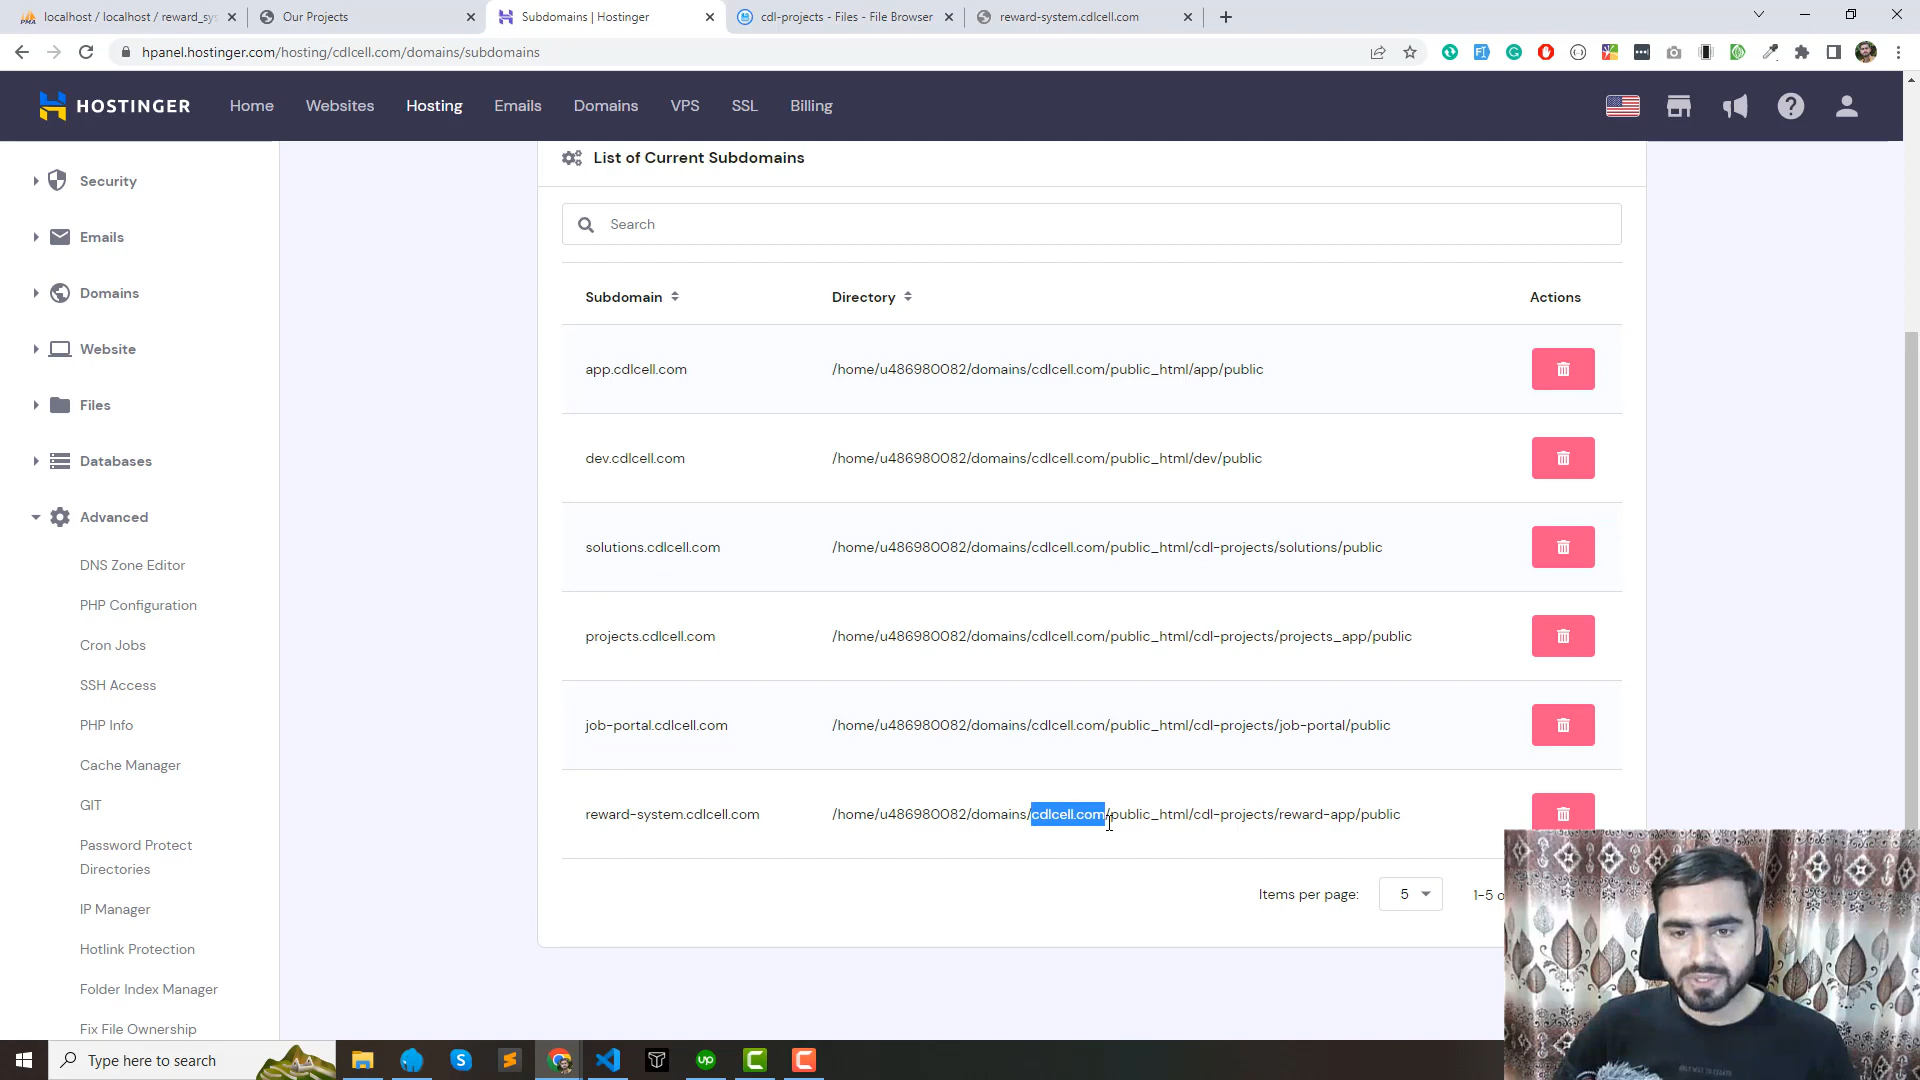 localhost / localhost / reward_sys
Our Projects
Subdomains | Hostinger
cdl-projects - Files - File Browser
reward-system.cdlcell.com
hpanel.hostinger.com/hosting/cdlcell.com/domains/subdomains
HOSTINGER
Home
Websites
Hosting
Emails
Domains
VPS
SSL
Billing
Security
Emails
Domains
Website
Files
Databases
Advanced
DNS Zone Editor
PHP Configuration
Cron Jobs
SSH Access
PHP Info
Cache Manager
GIT
Password Protect
Directories
IP Manager
Hotlink Protection
Folder Index Manager
Fix File Ownership
List of Current Subdomains
Search
Subdomain
Directory
Actions
app.cdlcell.com
/home/u486980082/domains/cdlcell.com/public_html/app/public
dev.cdlcell.com
/home/u486980082/domains/cdlcell.com/public_html/dev/public
solutions.cdlcell.com
/home/u486980082/domains/cdlcell.com/public_html/cdl-projects/solutions/public
projects.cdlcell.com
/home/u486980082/domains/cdlcell.com/public_html/cdl-projects/projects_app/public
job-portal.cdlcell.com
/home/u486980082/domains/cdlcell.com/public_html/cdl-projects/job-portal/public
reward-system.cdlcell.com
/home/u486980082/domains/cdlcell.com/public_html/cdl-projects/reward-app/public
Items per page:
5
1-5 o
Type here to search